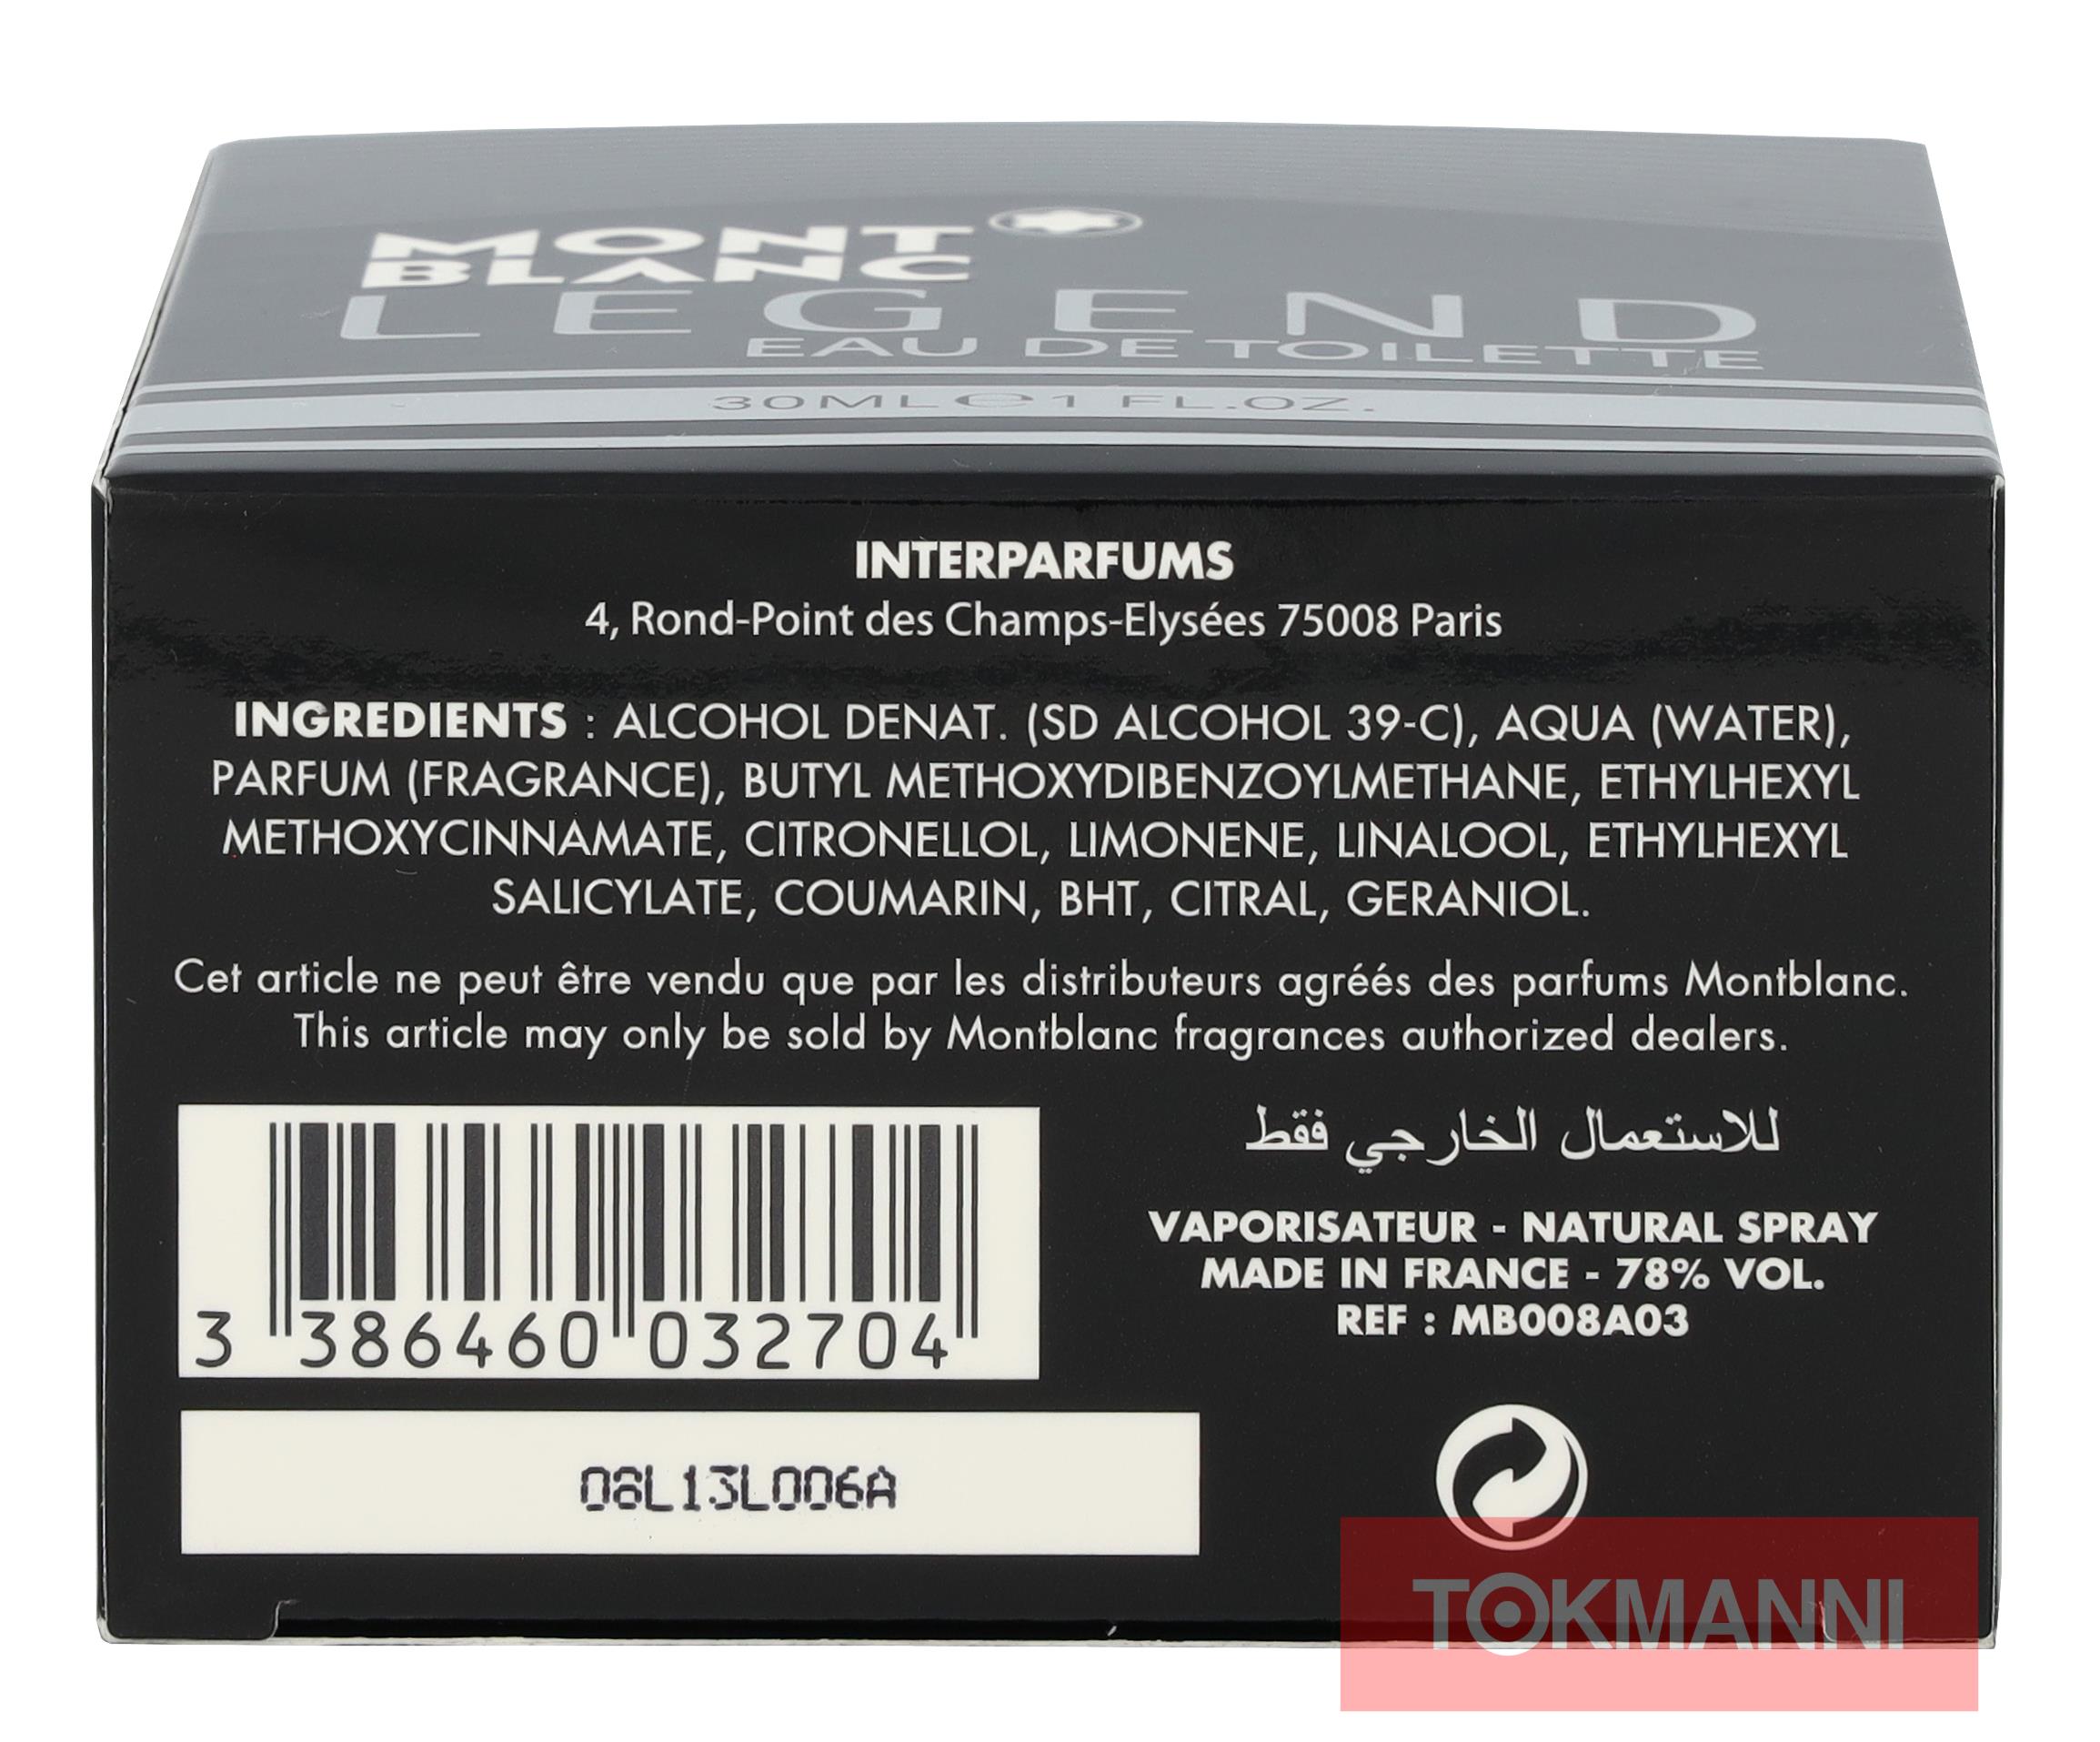 MONT
BLANC
LEGEND
EAU DE TOILETTE
30ML ℮ 1 FL.OZ.
INTERPARFUMS
4, Rond-Point des Champs-Elysées 75008 Paris
INGREDIENTS : ALCOHOL DENAT. (SD ALCOHOL 39-C), AQUA (WATER),
PARFUM (FRAGRANCE), BUTYL METHOXYDIBENZOYLMETHANE, ETHYLHEXYL
METHOXYCINNAMATE, CITRONELLOL, LIMONENE, LINALOOL, ETHYLHEXYL
SALICYLATE, COUMARIN, BHT, CITRAL, GERANIOL.
Cet article ne peut être vendu que par les distributeurs agréés des parfums Montblanc.
This article may only be sold by Montblanc fragrances authorized dealers.
للاستعمال الخارجي فقط
VAPORISATEUR - NATURAL SPRAY
MADE IN FRANCE - 78% VOL.
REF : MB008A03
3 386460 032704
08L13L006A
TOKMANNI